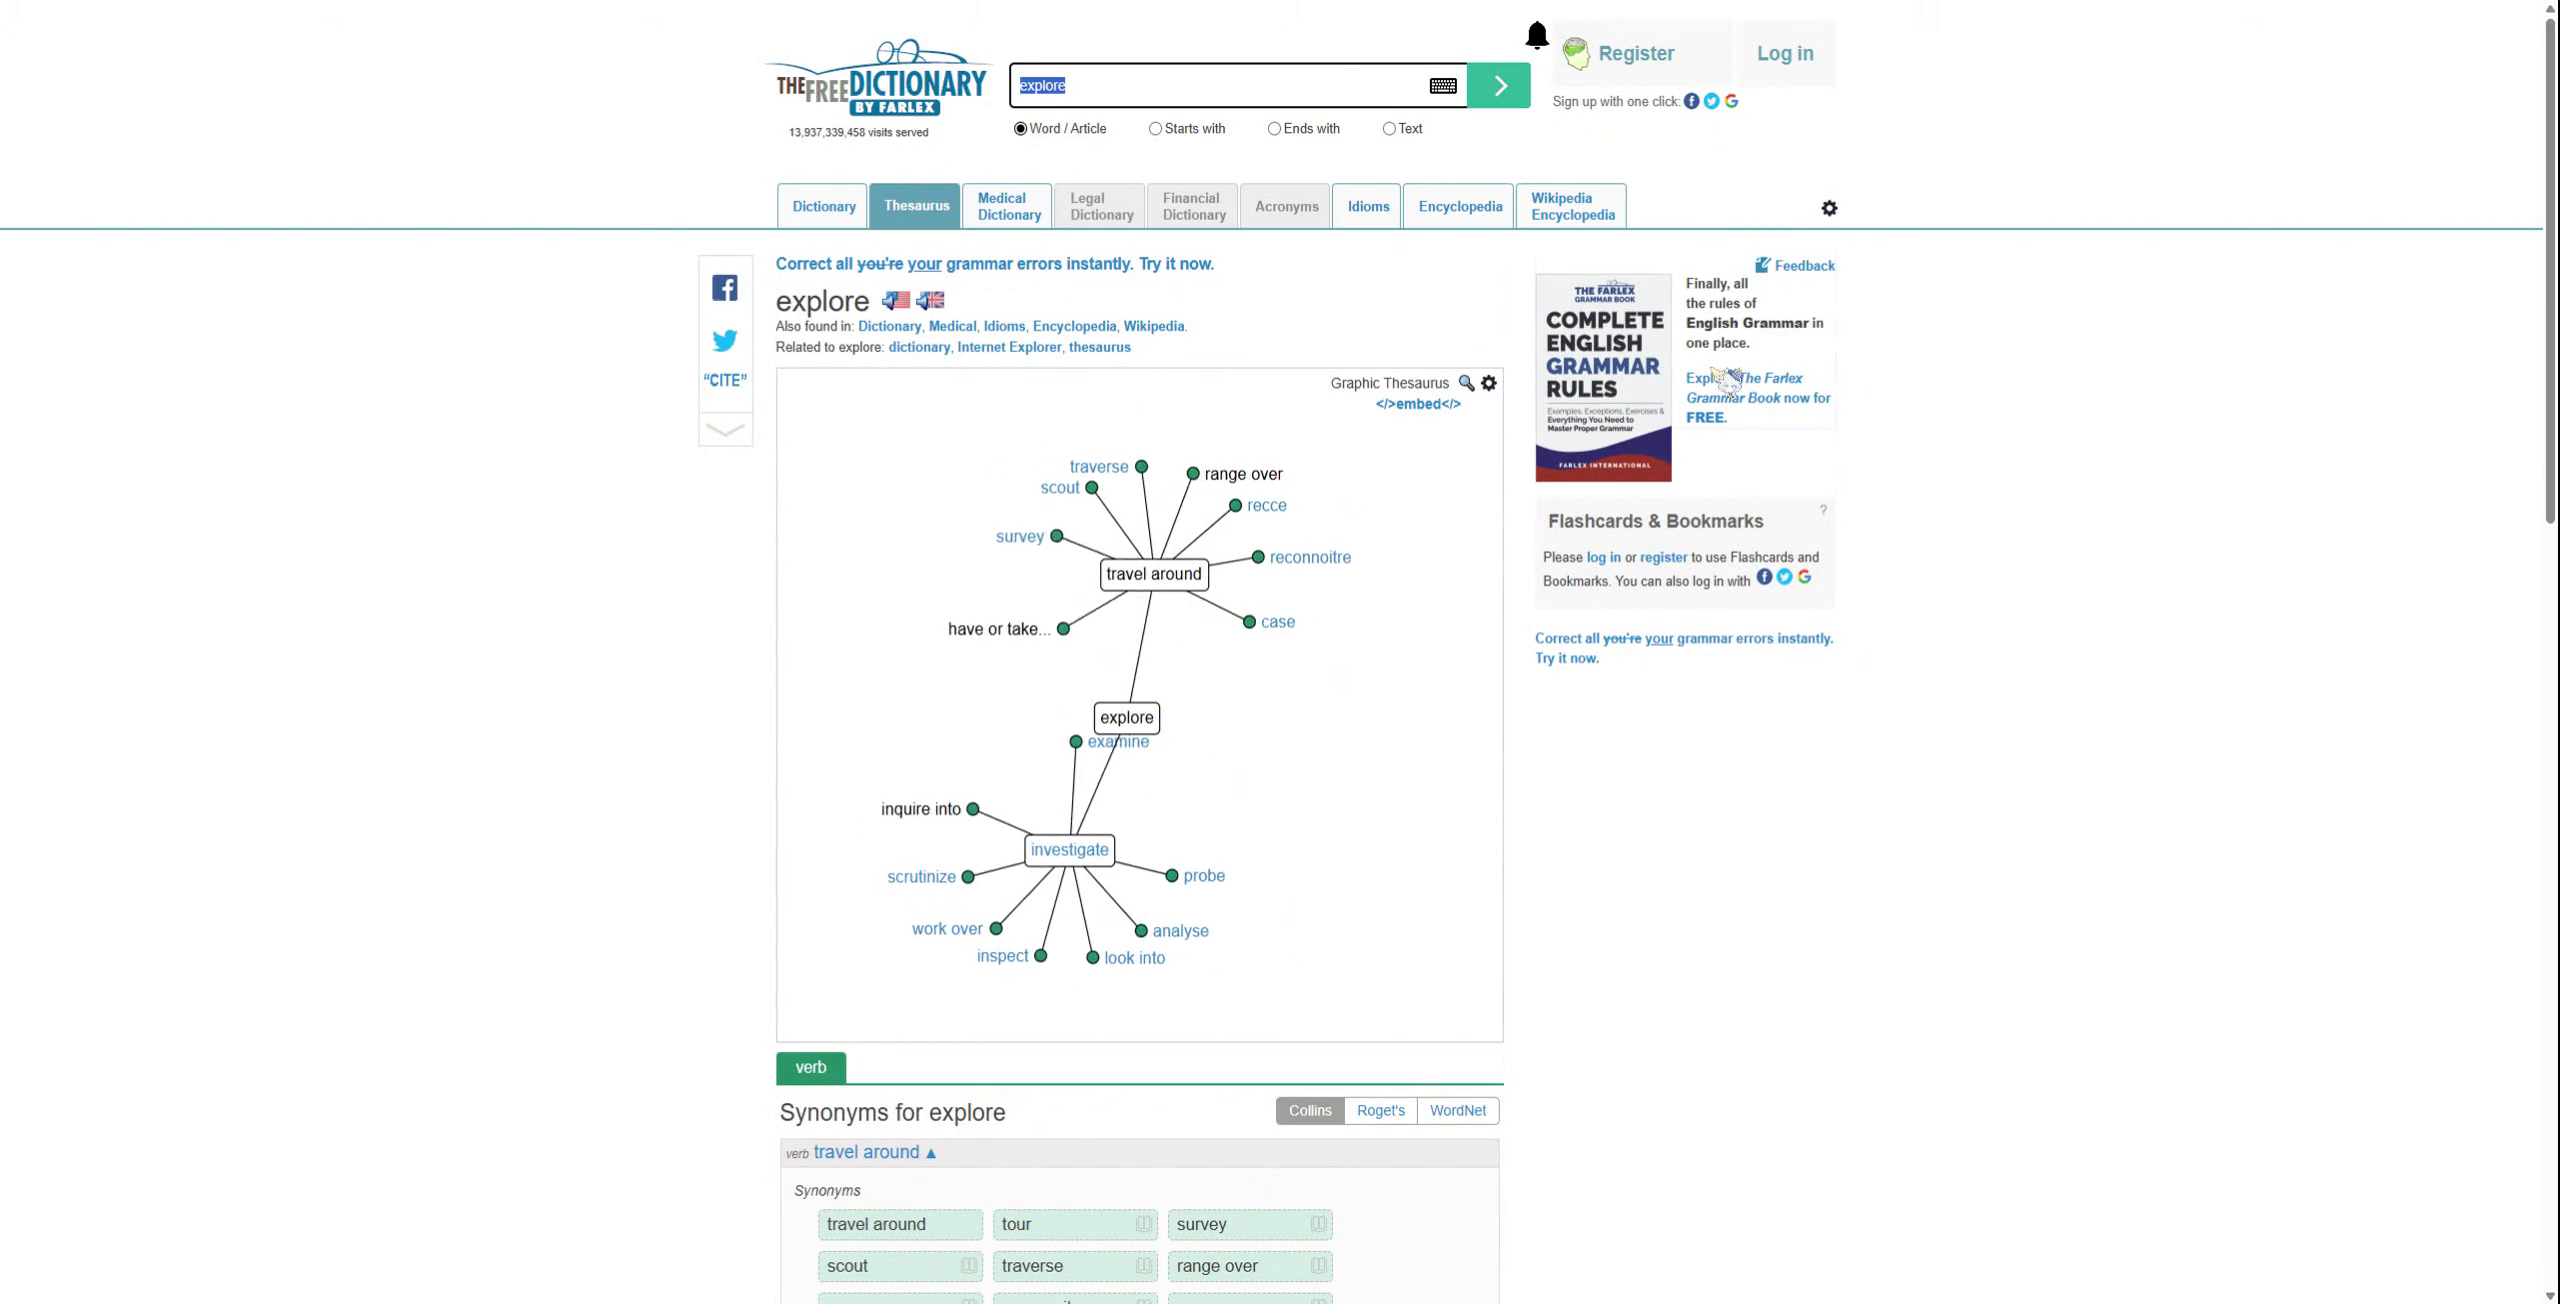 THE FREE DICTIONARY
BY FARLEX
13,937,339,458 visits served
explore
Word / Article
Starts with
Ends with
Text
Register
Log in
Sign up with one click:
Dictionary
Thesaurus
Medical
Dictionary
Legal
Dictionary
Financial
Dictionary
Acronyms
Idioms
Encyclopedia
Wikipedia
Encyclopedia
"CITE"
Correct all you're your grammar errors instantly. Try it now.
explore
Also found in: Dictionary, Medical, Idioms, Encyclopedia, Wikipedia.
Related to explore: dictionary, Internet Explorer, thesaurus
Graphic Thesaurus
</>embed</>
traverse
range over
scout
recce
survey
reconnoitre
travel around
case
have or take...
explore
examine
inquire into
investigate
scrutinize
probe
work over
analyse
inspect
look into
verb
Synonyms for explore
Collins
Roget's
WordNet
verb travel around ▲
Synonyms
travel around
tour
survey
scout
traverse
range over
Feedback
THE FARLEX
GRAMMAR BOOK
COMPLETE
ENGLISH
GRAMMAR
RULES
Examples, Exceptions, Exercises &
Everything You Need to
Master Proper Grammar
FARLEX INTERNATIONAL
Finally, all
the rules of
English Grammar in
one place.
The Farlex
Grammar Book now for
FREE.
Flashcards & Bookmarks
?
Please log in or register to use Flashcards and
Bookmarks. You can also log in with
Correct all you're your grammar errors instantly.
Try it now.